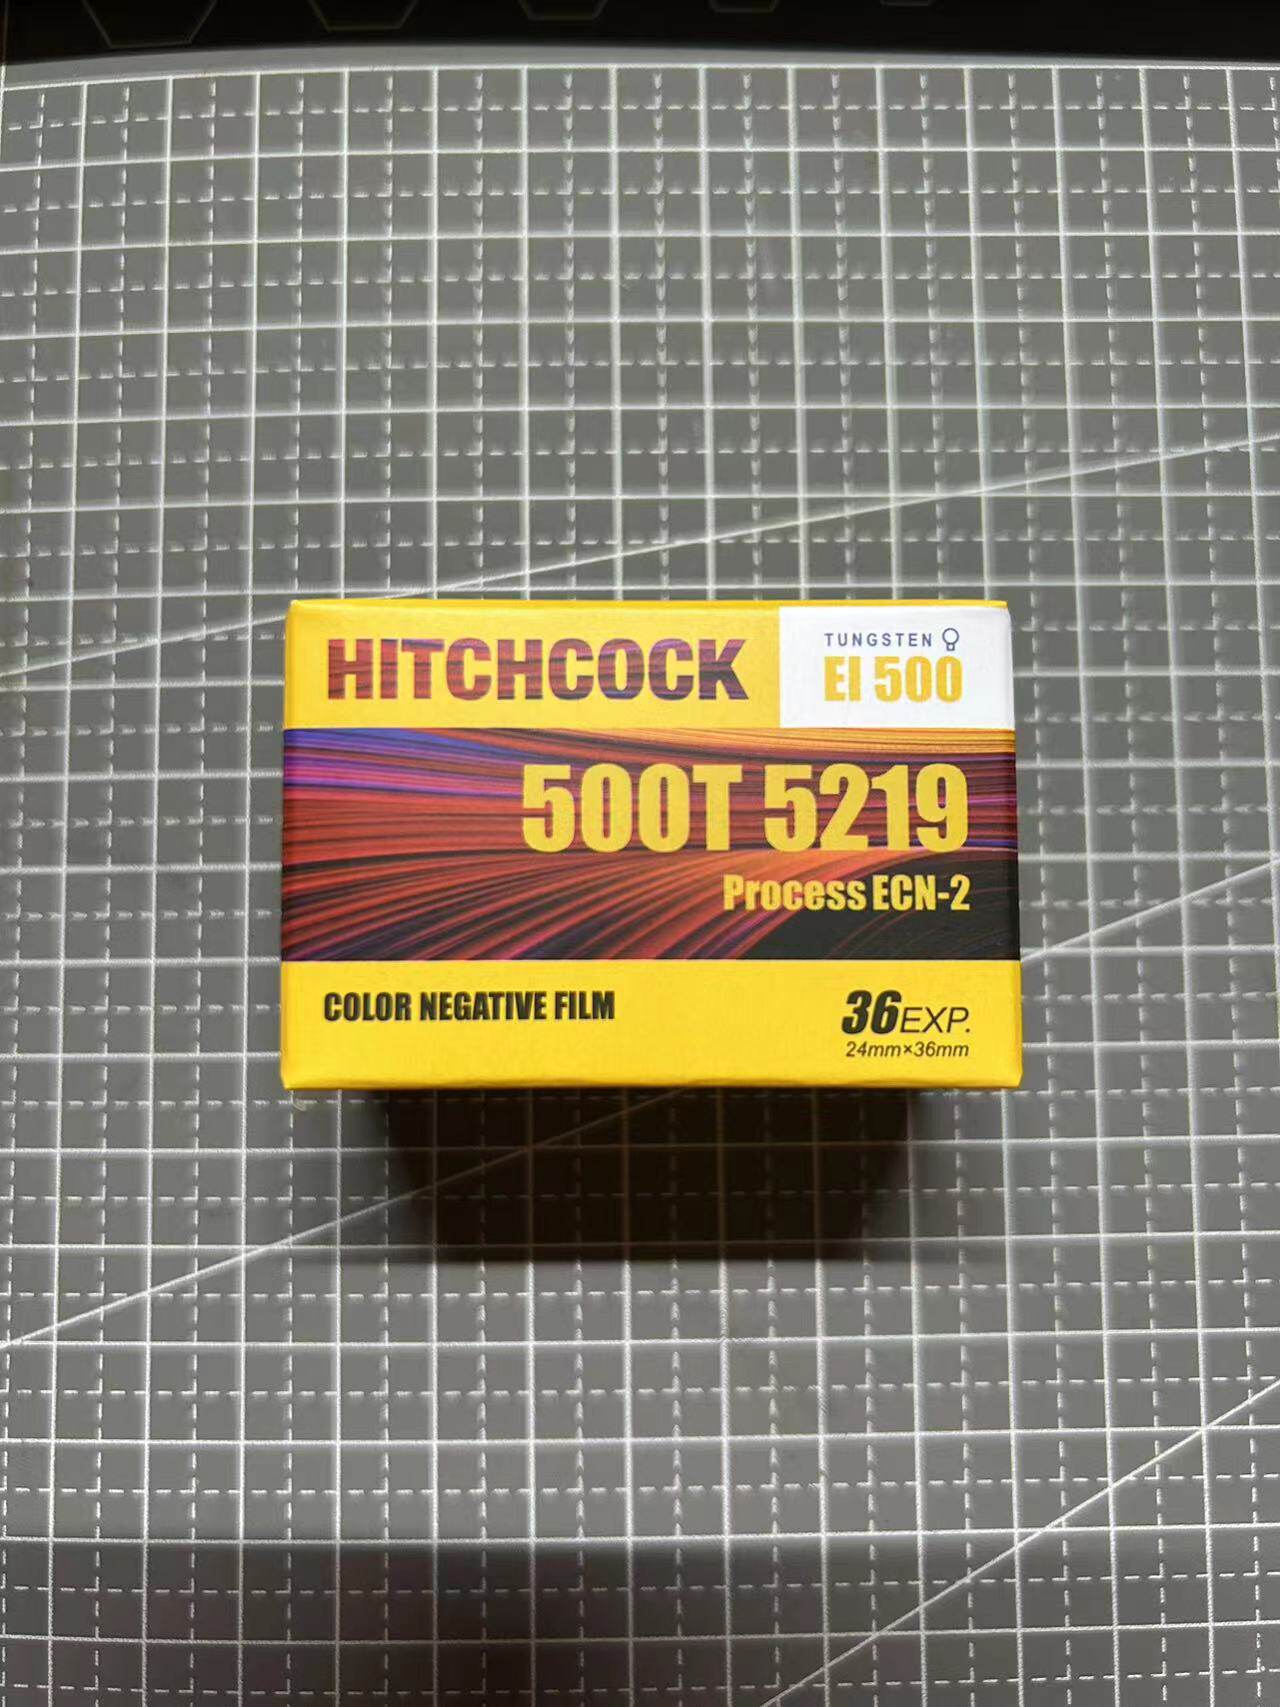 HITCHCOCK
TUNGSTEN
EI 500
500T 5219
Process ECN-2
COLOR NEGATIVE FILM
36EXP.
24mm×36mm